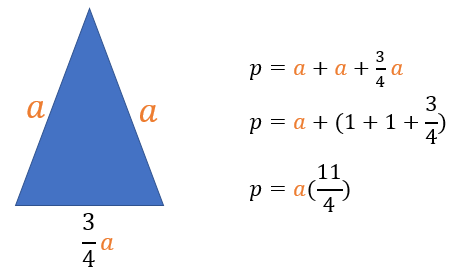 a
a
3/4 a
p = a + a + 3/4 a
p = a + (1 + 1 + 3/4)
p = a(11/4)